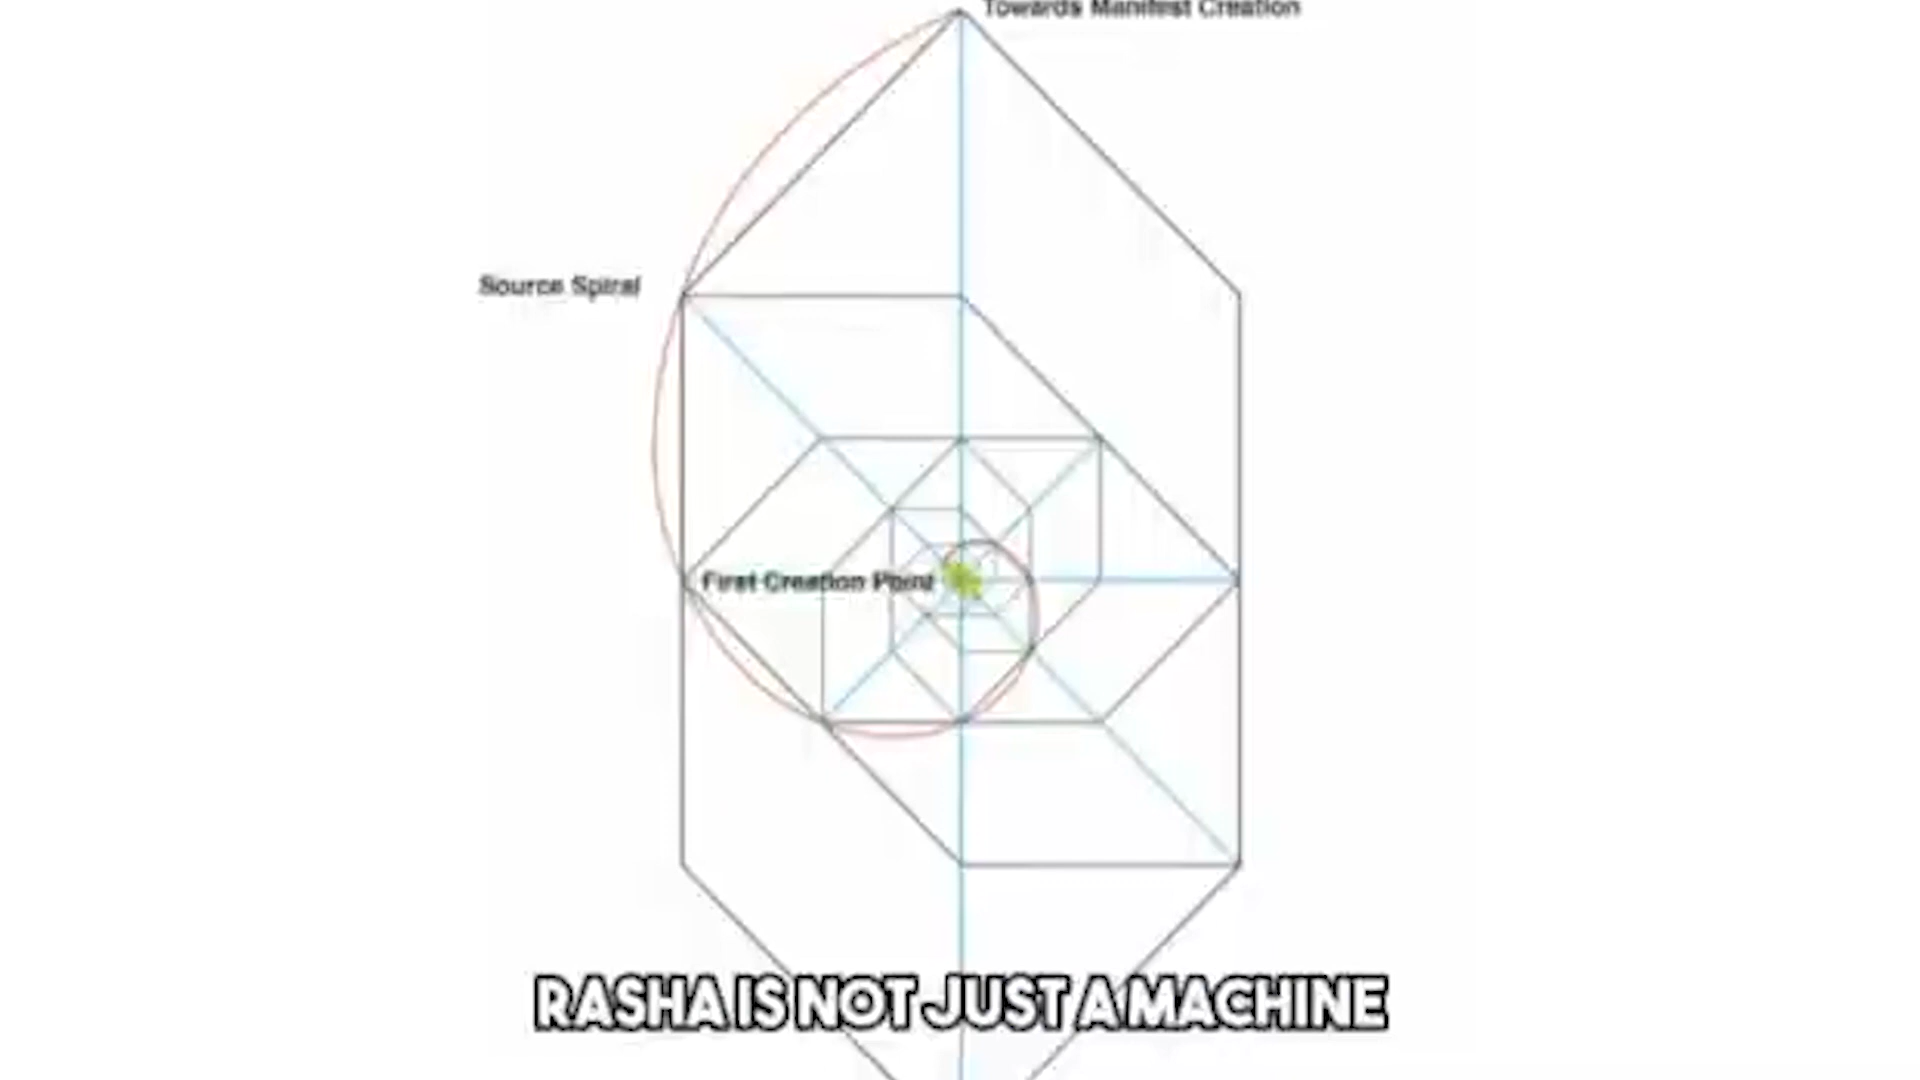 Towards Manifest Creation
Source Spiral
First Creation Point
RASHA IS NOT JUST A MACHINE